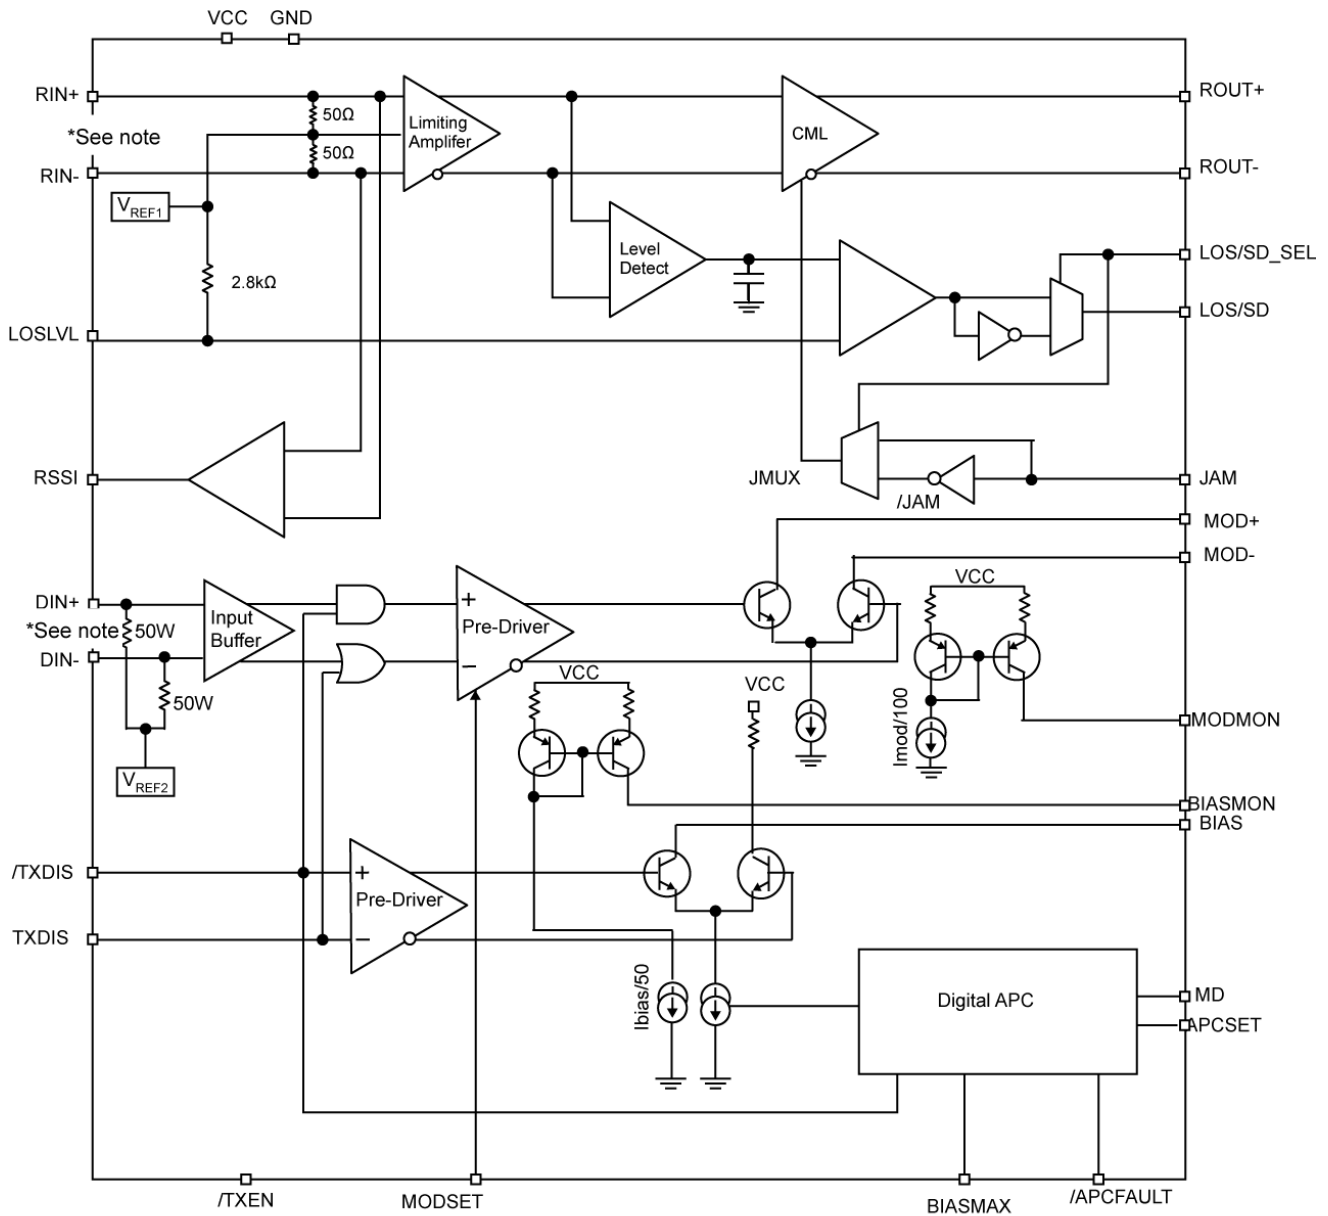 VCC GND
RIN+
50Ω
Limiting
Amplifer
CML
ROUT+
*See note
50Ω
RIN-
ROUT-
VREF1
Level
Detect
LOS/SD_SEL
2.8kΩ
LOS/SD
LOSLVL
RSSI
JMUX
/JAM
JAM
MOD+
MOD-
VCC
DIN+
Input
Buffer
+
Pre-Driver
−
*See note
50W
DIN-
50W
VCC
VCC
Imod/100
MODMON
VREF2
BIASMON
BIAS
/TXDIS
+
Pre-Driver
−
TXDIS
Ibias/50
Digital APC
MD
APCSET
/TXEN
MODSET
BIASMAX
/APCFAULT